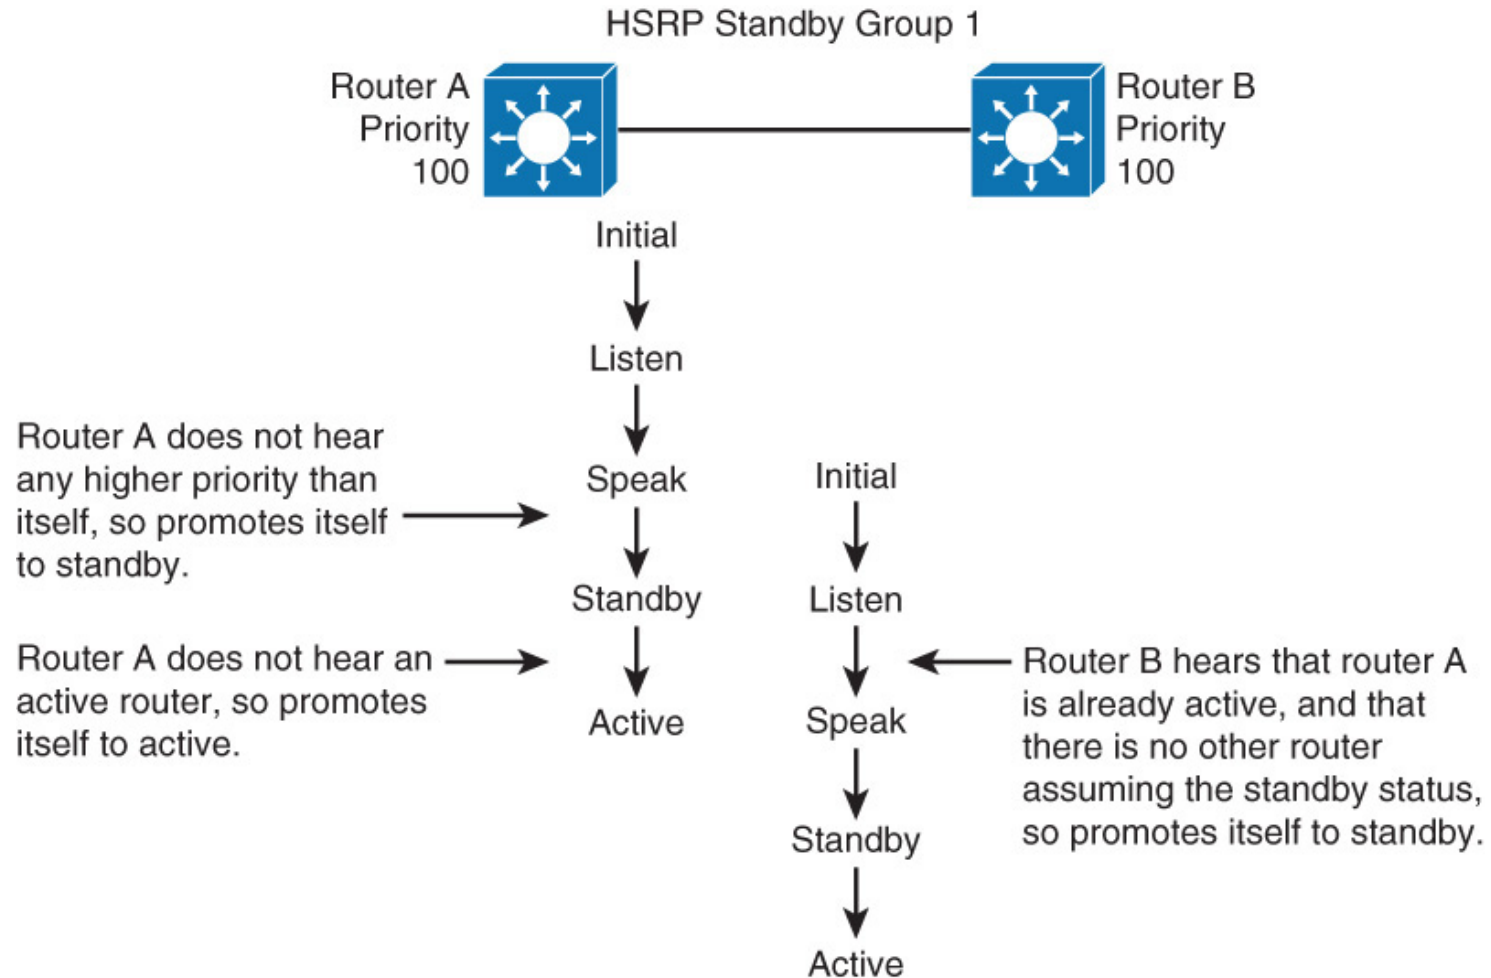 HSRP Standby Group 1
Router A
Priority
100
Router B
Priority
100
Initial
Listen
Router A does not hear
any higher priority than
itself, so promotes itself
to standby.
Speak
Initial
Standby
Listen
Router A does not hear an
active router, so promotes
itself to active.
Active
Speak
Router B hears that router A
is already active, and that
there is no other router
assuming the standby status,
so promotes itself to standby.
Standby
Active